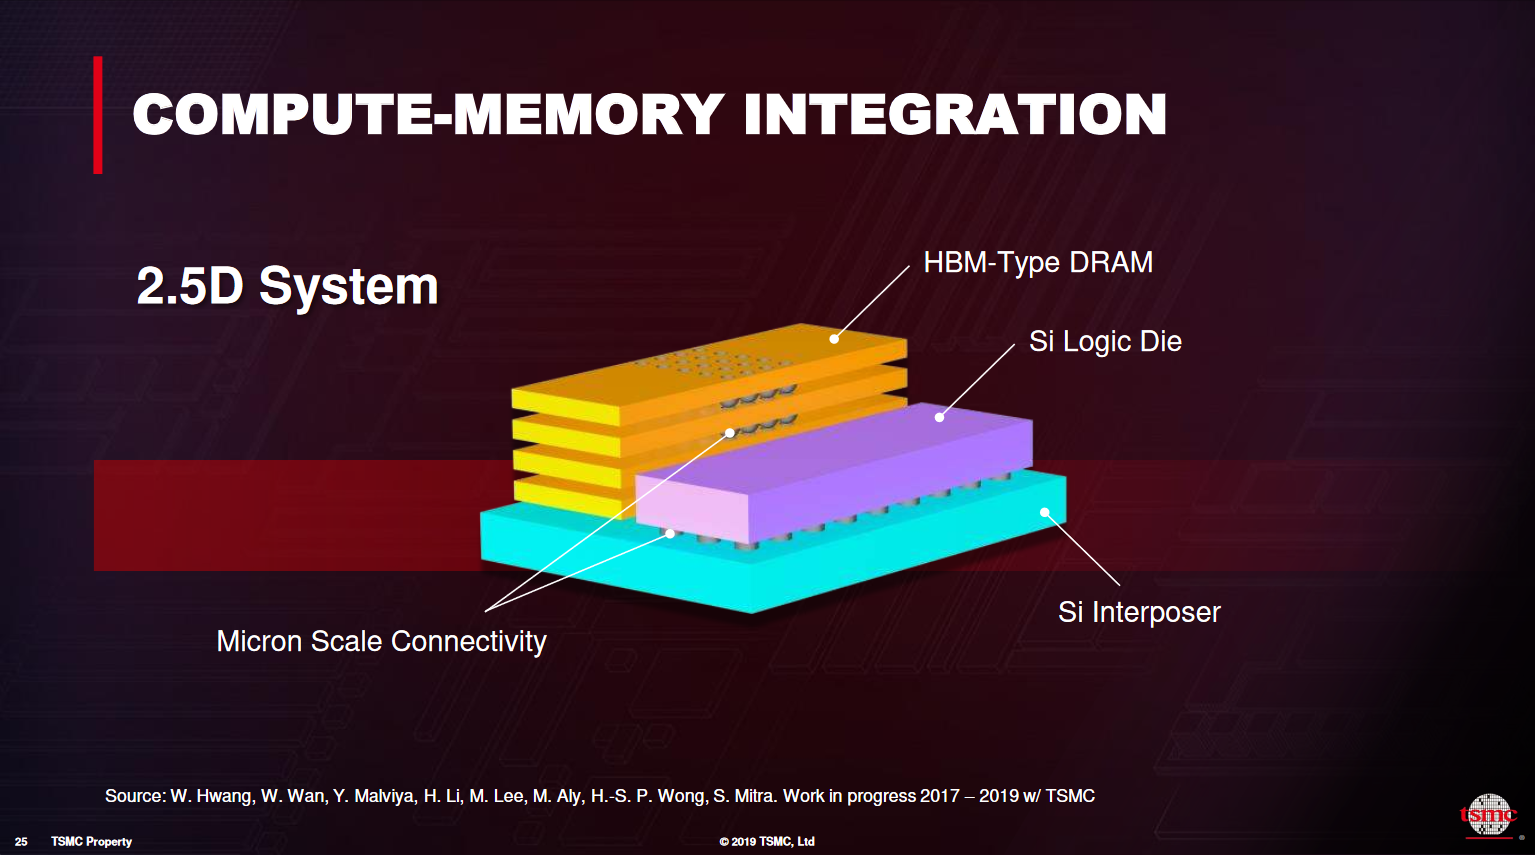 COMPUTE-MEMORY INTEGRATION
2.5D System
HBM-Type DRAM
Si Logic Die
Si Interposer
Micron Scale Connectivity
Source: W. Hwang, W. Wan, Y. Malviya, H. Li, M. Lee, M. Aly, H.-S. P. Wong, S. Mitra. Work in progress 2017 – 2019 w/ TSMC
tsmc
®
25
TSMC Property
© 2019 TSMC, Ltd